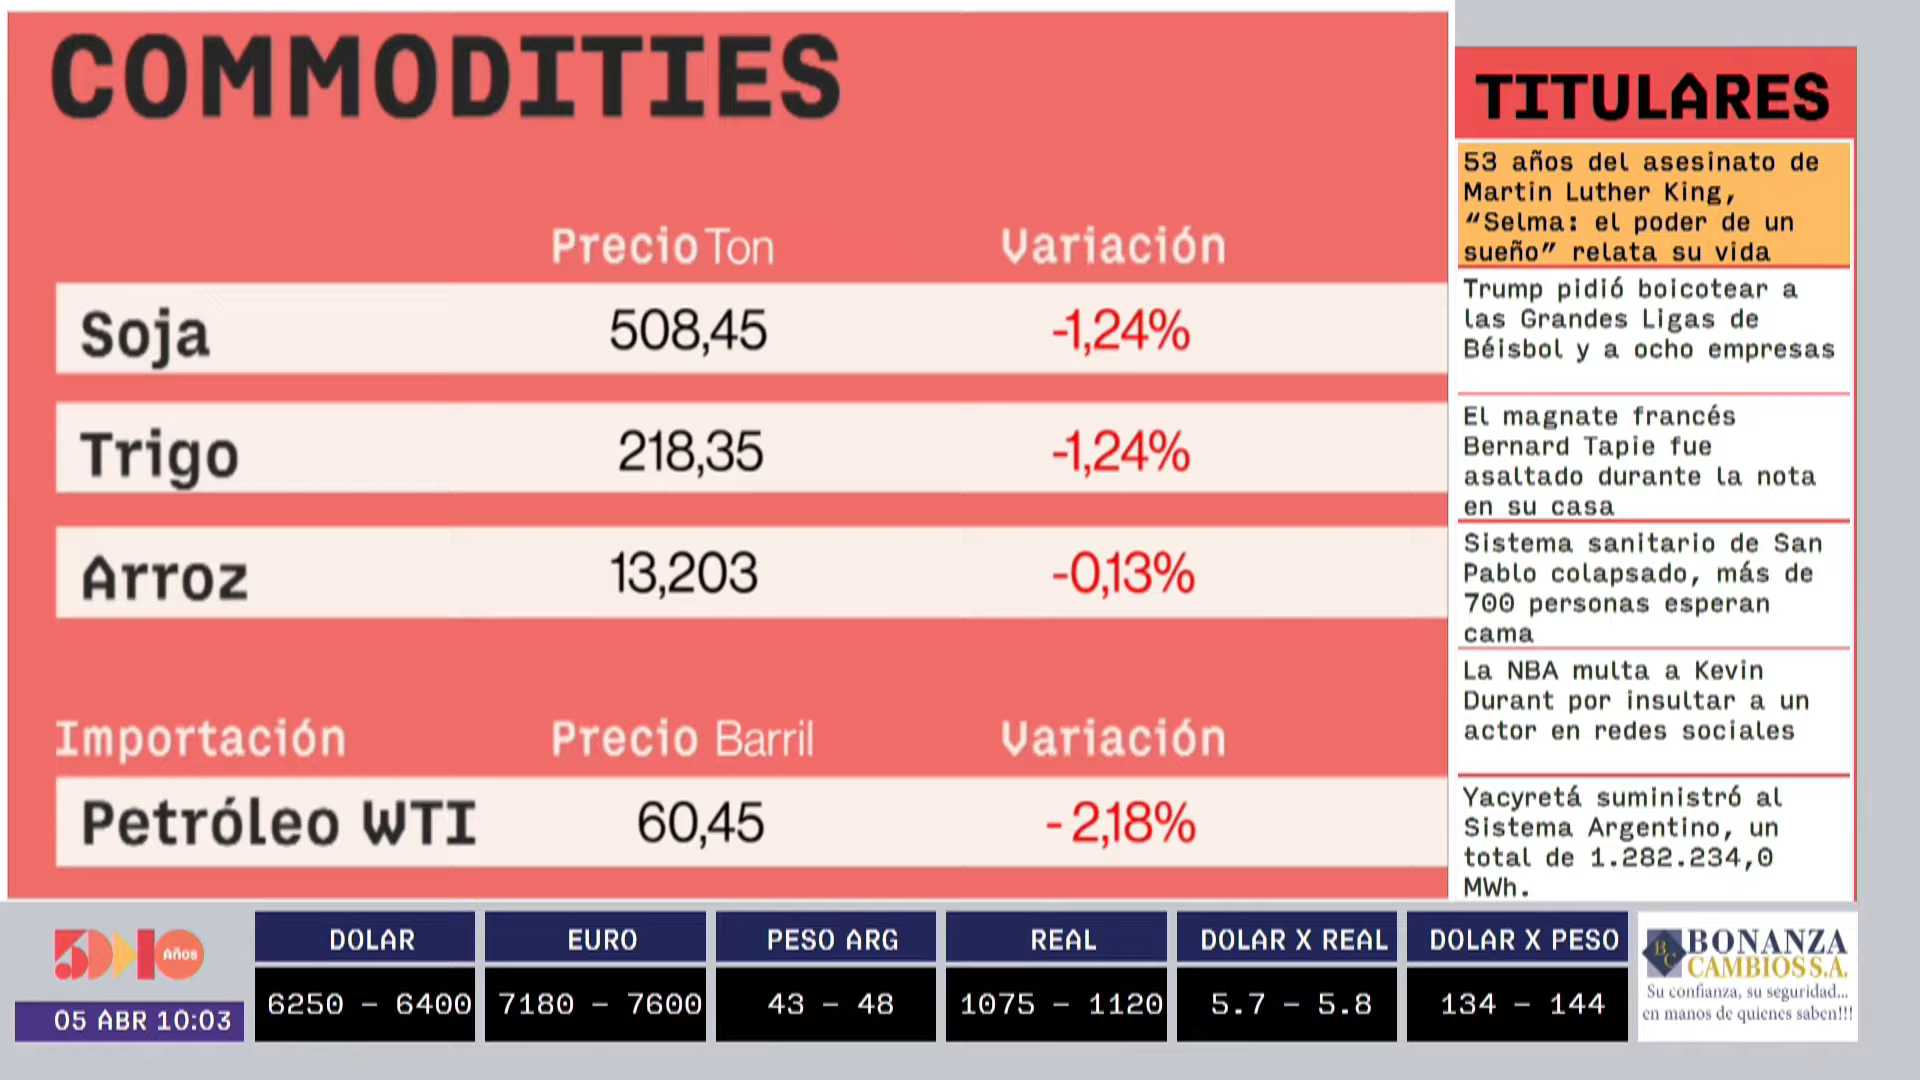 COMMODITIES
Precio Ton Variación
Soja 508,45 -1,24%
Trigo 218,35 -1,24%
Arroz 13,203 -0,13%
Importación Precio Barril Variación
Petróleo WTI 60,45 - 2,18%
TITULARES
53 años del asesinato de
Martin Luther King,
“Selma: el poder de un
sueño” relata su vida
Trump pidió boicotear a
las Grandes Ligas de
Béisbol y a ocho empresas
El magnate francés
Bernard Tapie fue
asaltado durante la nota
en su casa
Sistema sanitario de San
Pablo colapsado, más de
700 personas esperan
cama
La NBA multa a Kevin
Durant por insultar a un
actor en redes sociales
Yacyretá suministró al
Sistema Argentino, un
total de 1.282.234,0
MWh.
Años
05 ABR 10:03
DOLAR EURO PESO ARG REAL DOLAR X REAL DOLAR X PESO
6250 - 6400 7180 - 7600 43 - 48 1075 - 1120 5.7 - 5.8 134 - 144
BC BONANZA
CAMBIOS S.A.
Su confianza, su seguridad...
en manos de quienes saben!!!